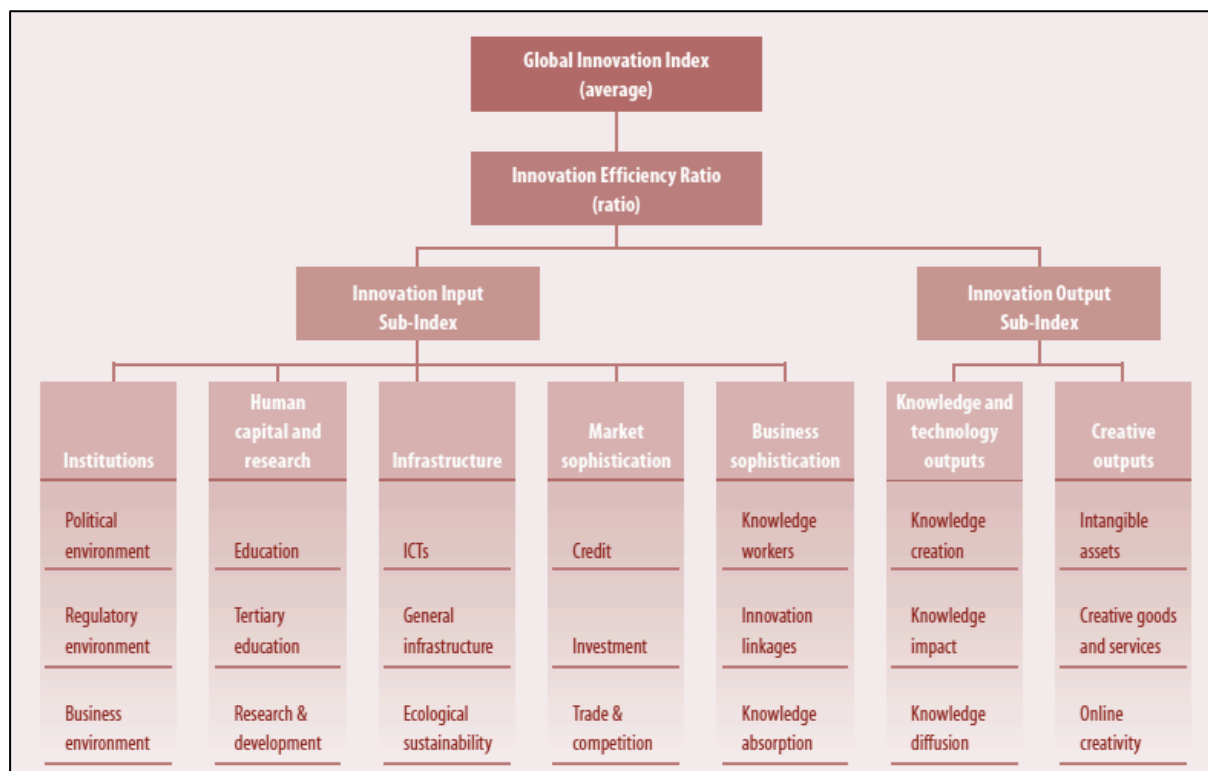 Global Innovation Index
(average)
Innovation Efficiency Ratio
(ratio)
Innovation Input
Sub-Index
Innovation Output
Sub-Index
Institutions
Human
capital and
research
Infrastructure
Market
sophistication
Business
sophistication
Knowledge and
technology
outputs
Creative
outputs
Political
environment
Education
ICTs
Credit
Knowledge
workers
Knowledge
creation
Intangible
assets
Regulatory
environment
Tertiary
education
General
infrastructure
Investment
Innovation
linkages
Knowledge
impact
Creative goods
and services
Business
environment
Research &
development
Ecological
sustainability
Trade &
competition
Knowledge
absorption
Knowledge
diffusion
Online
creativity